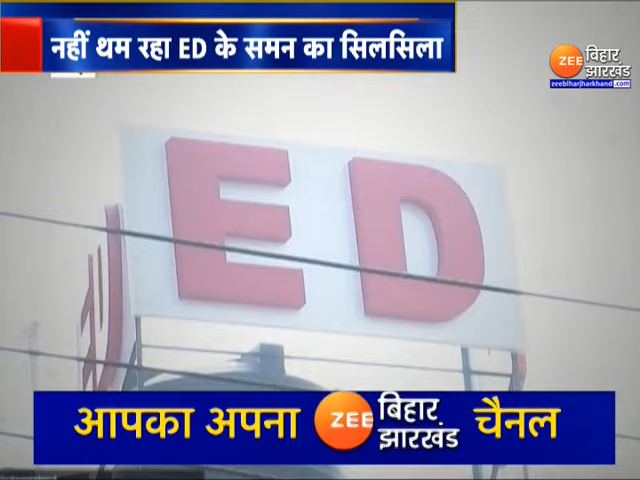 नहीं थम रहा ED के समन का सिलसिला
ZEE बिहार झारखंड
zeebiharjharkhand.com
ED
आपका अपना ZEE बिहार झारखंड चैनल